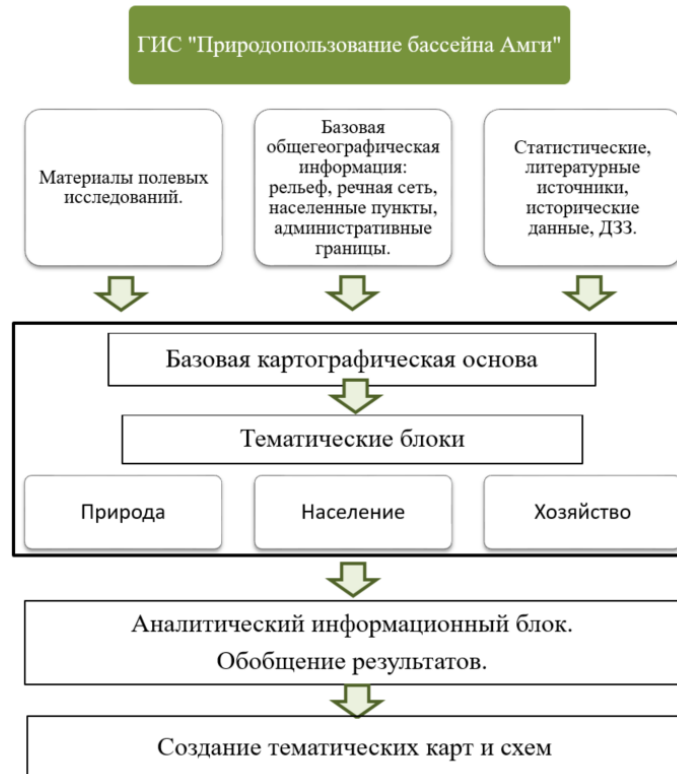 ГИС "Природопользование бассейна Амги"
Материалы полевых
исследований.
Базовая
общегеографическая
информация:
рельеф, речная сеть,
населенные пункты,
административные
границы.
Статистические,
литературные
источники,
исторические
данные, ДЗЗ.
Базовая картографическая основа
Тематические блоки
Природа
Население
Хозяйство
Аналитический информационный блок.
Обобщение результатов.
Создание тематических карт и схем